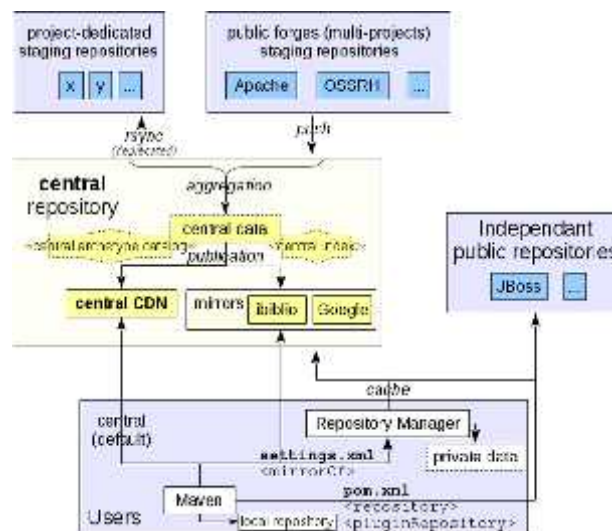 project-dedicated
staging repositories
x y ...
public forges (multi-projects)
staging repositories
Apache OSSRH ...
rsync
(deprecated)
push
central
repository
aggregation
central data
<central archetype catalog>
<central index>
publication
central CDN
mirrors ibiblio Google
Independant
public repositories
JBoss ...
cache
central
(default)
Repository Manager
settings.xml
<mirrorOf>
private data
Maven
pom.xml
<repository>
<pluginRepository>
local repository
Users